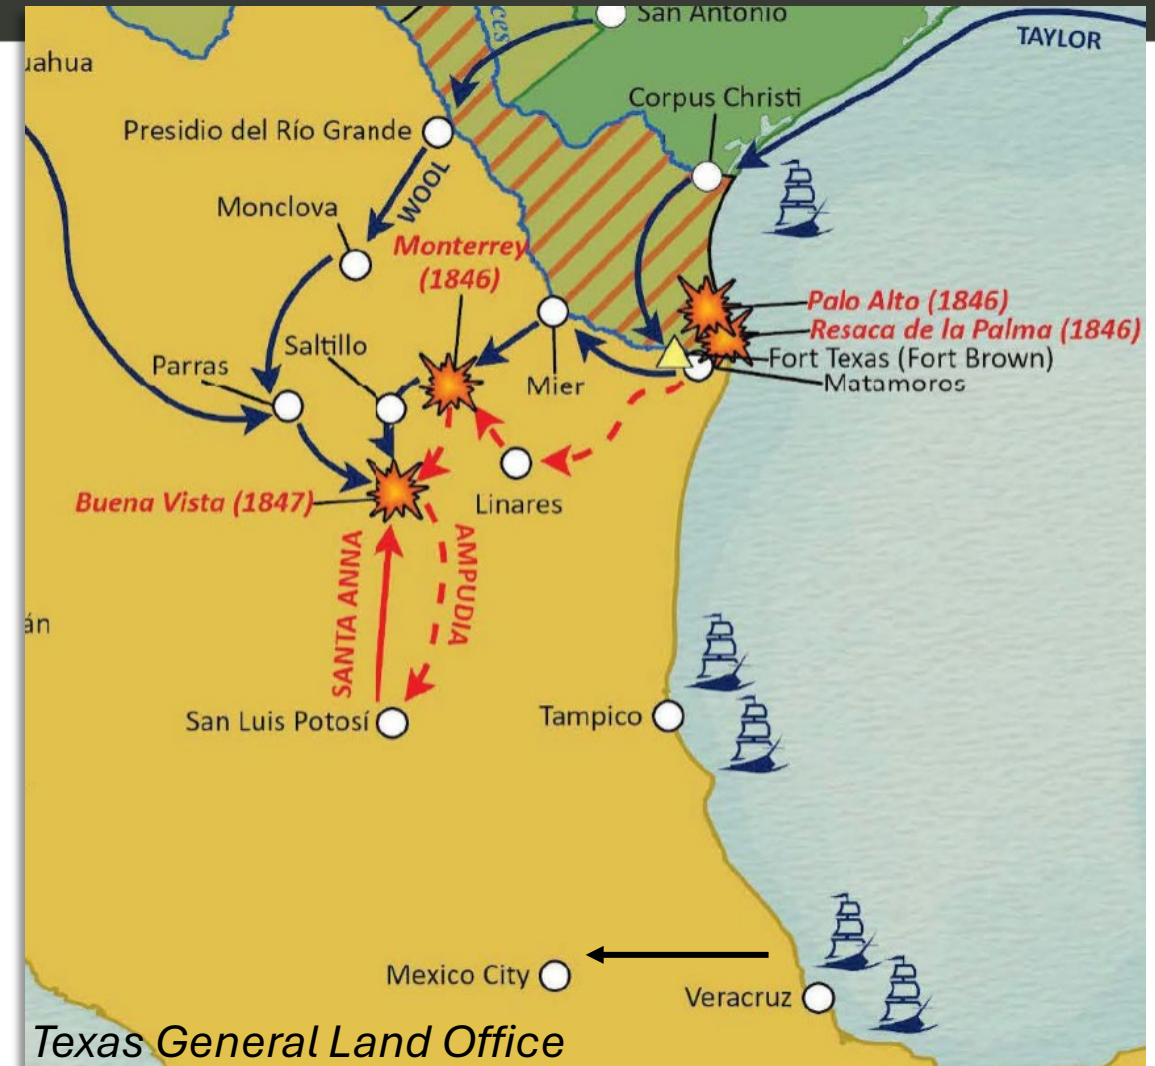 San Antonio
ces
TAYLOR
uahua
Corpus Christi
Presidio del Río Grande
WOOL
Monclova
Monterrey
(1846)
Palo Alto (1846)
Resaca de la Palma (1846)
Saltillo
Fort Texas (Fort Brown)
Parras
Mier
Matamoros
Buena Vista (1847)
Linares
SANTA ANNA
AMPUDIA
án
San Luis Potosí
Tampico
Mexico City
Veracruz
Texas General Land Office